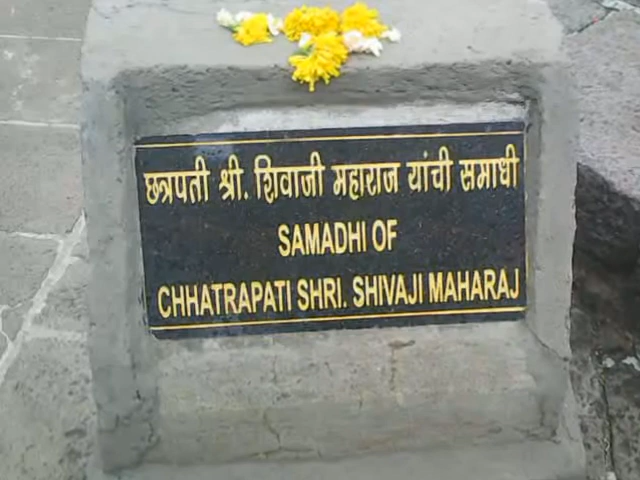 छत्रपती श्री. शिवाजी महाराज यांची समाधी
SAMADHI OF
CHHATRAPATI SHRI. SHIVAJI MAHARAJ